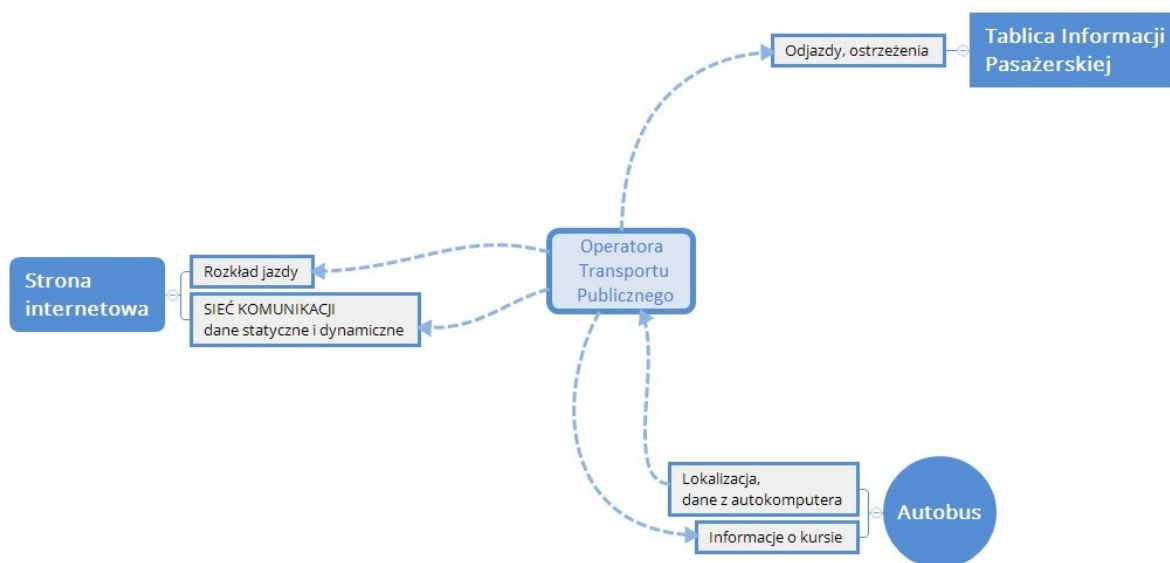 Odjazdy, ostrzeżenia
Tablica Informacji
Pasażerskiej
Operatora
Transportu
Publicznego
Strona
internetowa
Rozkład jazdy
SIEĆ KOMUNIKACJI
dane statyczne i dynamiczne
Lokalizacja,
dane z autokomputera
Informacje o kursie
Autobus